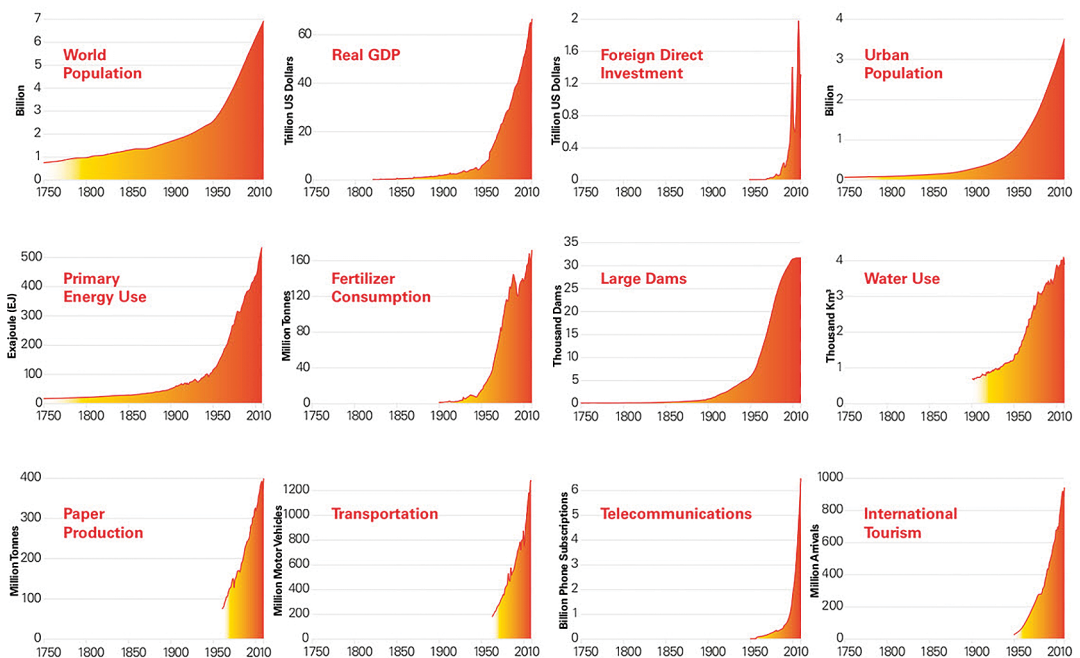 World
Population
Billion
7
6
5
4
3
2
1
0
1750 1800 1850 1900 1950 2010
Real GDP
Trillion US Dollars
60
40
20
0
1750 1800 1850 1900 1950 2010
Foreign Direct
Investment
Trillion US Dollars
2
1.6
1.2
0.8
0.4
0
1750 1800 1850 1900 1950 2010
Urban
Population
Billion
4
3
2
1
0
1750 1800 1850 1900 1950 2010
Primary
Energy Use
Exajoule (EJ)
500
400
300
200
100
0
1750 1800 1850 1900 1950 2010
Fertilizer
Consumption
Million Tonnes
160
120
80
40
0
1750 1800 1850 1900 1950 2010
Large Dams
Thousand Dams
35
30
25
20
15
10
5
0
1750 1800 1850 1900 1950 2010
Water Use
Thousand Km³
4
3
2
1
0
1750 1800 1850 1900 1950 2010
Paper
Production
Million Tonnes
400
300
200
100
0
1750 1800 1850 1900 1950 2010
Transportation
Million Motor Vehicles
1200
1000
800
600
400
200
0
1750 1800 1850 1900 1950 2010
Telecommunications
Billion Phone Subscriptions
6
5
4
3
2
1
0
1750 1800 1850 1900 1950 2010
International
Tourism
Million Arrivals
1000
800
600
400
200
0
1750 1800 1850 1900 1950 2010